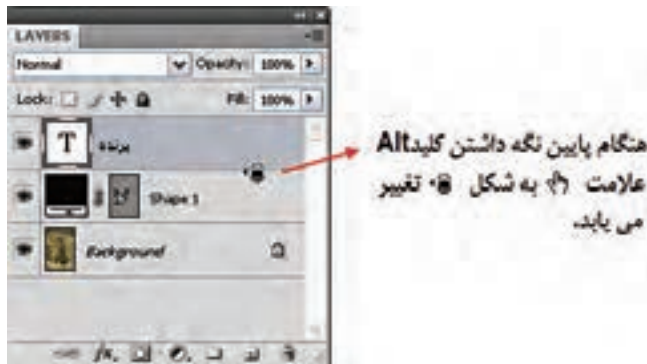 LAYERS
Normal Opacity: 100%
Lock: Fill: 100%
T پرنده
Shape 1
Background
fx.
هنگام پایین نگه داشتن کلید Alt
علامت به شکل تغییر
می یابد.